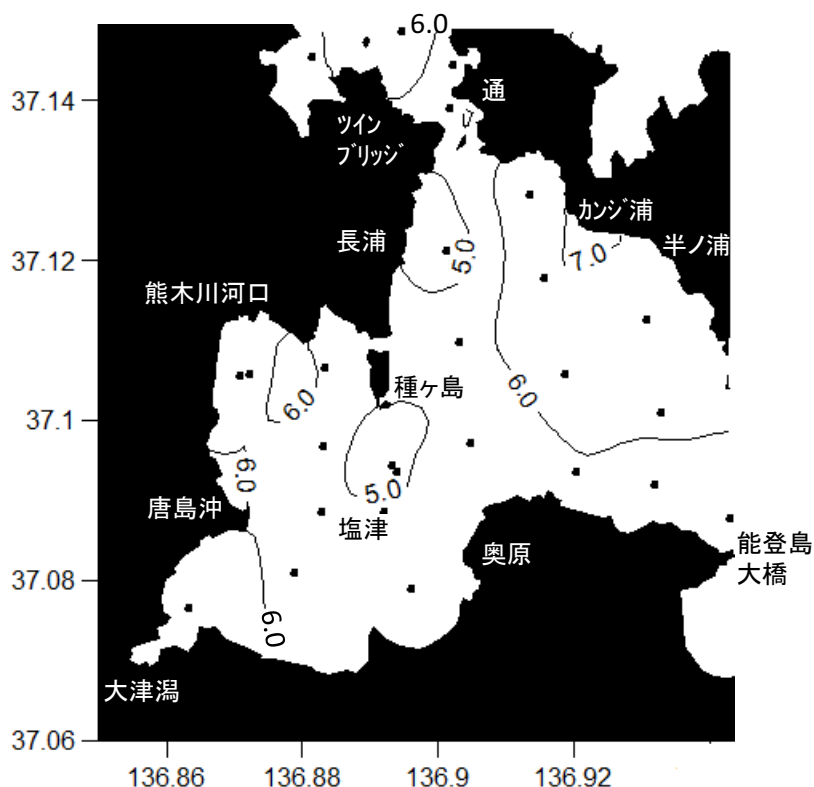 6.0
37.14
通
ﾂｲﾝ
ﾌﾞﾘｯｼﾞ
ｶﾝｼﾞ浦
長浦
5.0
7.0
半ノ浦
37.12
熊木川河口
6.0
種ヶ島
6.0
37.1
6.0
5.0
唐島沖
塩津
奥原
能登島
大橋
37.08
6.0
大津潟
37.06
136.86
136.88
136.9
136.92